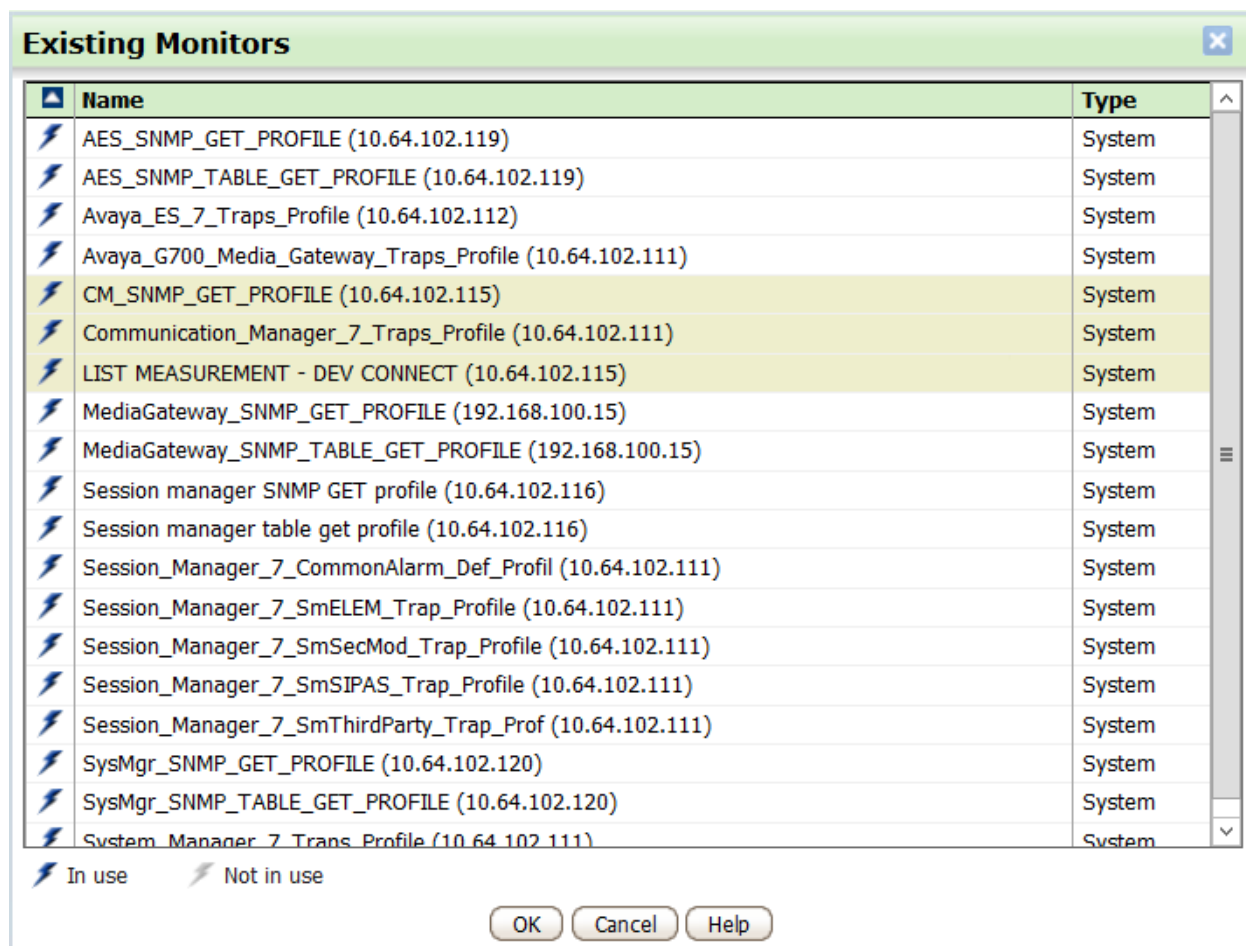 Existing Monitors
Name Type
AES_SNMP_GET_PROFILE (10.64.102.119) System
AES_SNMP_TABLE_GET_PROFILE (10.64.102.119) System
Avaya_ES_7_Traps_Profile (10.64.102.112) System
Avaya_G700_Media_Gateway_Traps_Profile (10.64.102.111) System
CM_SNMP_GET_PROFILE (10.64.102.115) System
Communication_Manager_7_Traps_Profile (10.64.102.111) System
LIST MEASUREMENT - DEV CONNECT (10.64.102.115) System
MediaGateway_SNMP_GET_PROFILE (192.168.100.15) System
MediaGateway_SNMP_TABLE_GET_PROFILE (192.168.100.15) System
Session manager SNMP GET profile (10.64.102.116) System
Session manager table get profile (10.64.102.116) System
Session_Manager_7_CommonAlarm_Def_Profil (10.64.102.111) System
Session_Manager_7_SmELEM_Trap_Profile (10.64.102.111) System
Session_Manager_7_SmSecMod_Trap_Profile (10.64.102.111) System
Session_Manager_7_SmSIPAS_Trap_Profile (10.64.102.111) System
Session_Manager_7_SmThirdParty_Trap_Prof (10.64.102.111) System
SysMgr_SNMP_GET_PROFILE (10.64.102.120) System
SysMgr_SNMP_TABLE_GET_PROFILE (10.64.102.120) System
System_Manager_7_Traps_Profile (10.64.102.111) System
In use Not in use
OK Cancel Help